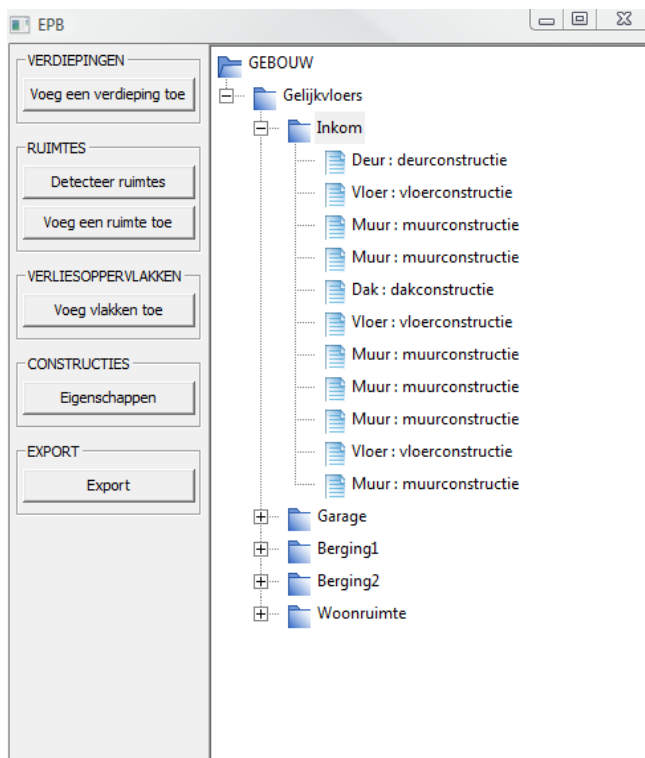 EPB
VERDIEPINGEN
Voeg een verdieping toe
RUIMTES
Detecteer ruimtes
Voeg een ruimte toe
VERLIESOPPERVLAKKEN
Voeg vlakken toe
CONSTRUCTIES
Eigenschappen
EXPORT
Export
GEBOUW
Gelijkvloers
Inkom
Deur : deurconstructie
Vloer : vloerconstructie
Muur : muurconstructie
Muur : muurconstructie
Dak : dakconstructie
Vloer : vloerconstructie
Muur : muurconstructie
Muur : muurconstructie
Muur : muurconstructie
Vloer : vloerconstructie
Muur : muurconstructie
Garage
Berging1
Berging2
Woonruimte